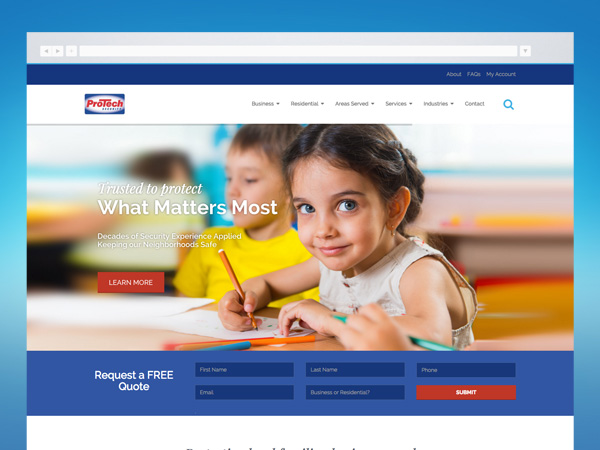 About FAQs My Account
ProTech
SECURITY
Business Residential Areas Served Services Industries Contact
Trusted to protect
What Matters Most
Decades of Security Experience Applied
Keeping our Neighborhoods Safe
LEARN MORE
Request a FREE
Quote
First Name Last Name Phone
Email Business or Residential? SUBMIT